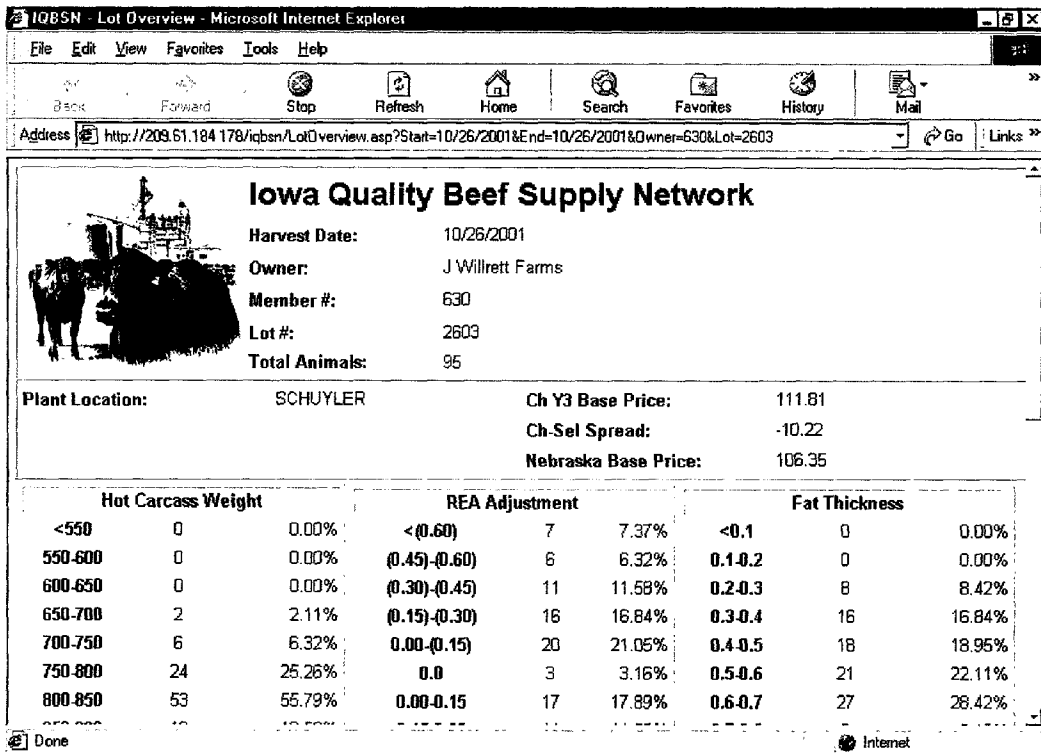 IQBSN - Lot Overview - Microsoft Internet Explorer
File Edit View Favorites Tools Help
Back Forward Stop Refresh Home Search Favorites History Mail
Address http://209.61.184.178/iqbsn/LotOverview.asp?Start=10/26/2001&End=10/26/2001&Owner=630&Lot=2603 Go Links »
Iowa Quality Beef Supply Network
Harvest Date: 10/26/2001
Owner: J Willrett Farms
Member #: 630
Lot #: 2603
Total Animals: 95
Plant Location: SCHUYLER Ch Y3 Base Price: 111.81
Ch-Sel Spread: -10.22
Nebraska Base Price: 106.35
Hot Carcass Weight REA Adjustment Fat Thickness
<550 0 0.00% <(0.60) 7 7.37% <0.1 0 0.00%
550-600 0 0.00% (0.45)-(0.60) 6 6.32% 0.1-0.2 0 0.00%
600-650 0 0.00% (0.30)-(0.45) 11 11.58% 0.2-0.3 8 8.42%
650-700 2 2.11% (0.15)-(0.30) 16 16.84% 0.3-0.4 16 16.84%
700-750 6 6.32% 0.00-(0.15) 20 21.05% 0.4-0.5 18 18.95%
750-800 24 25.26% 0.0 3 3.16% 0.5-0.6 21 22.11%
800-850 53 55.79% 0.00-0.15 17 17.89% 0.6-0.7 27 28.42%
Done Internet